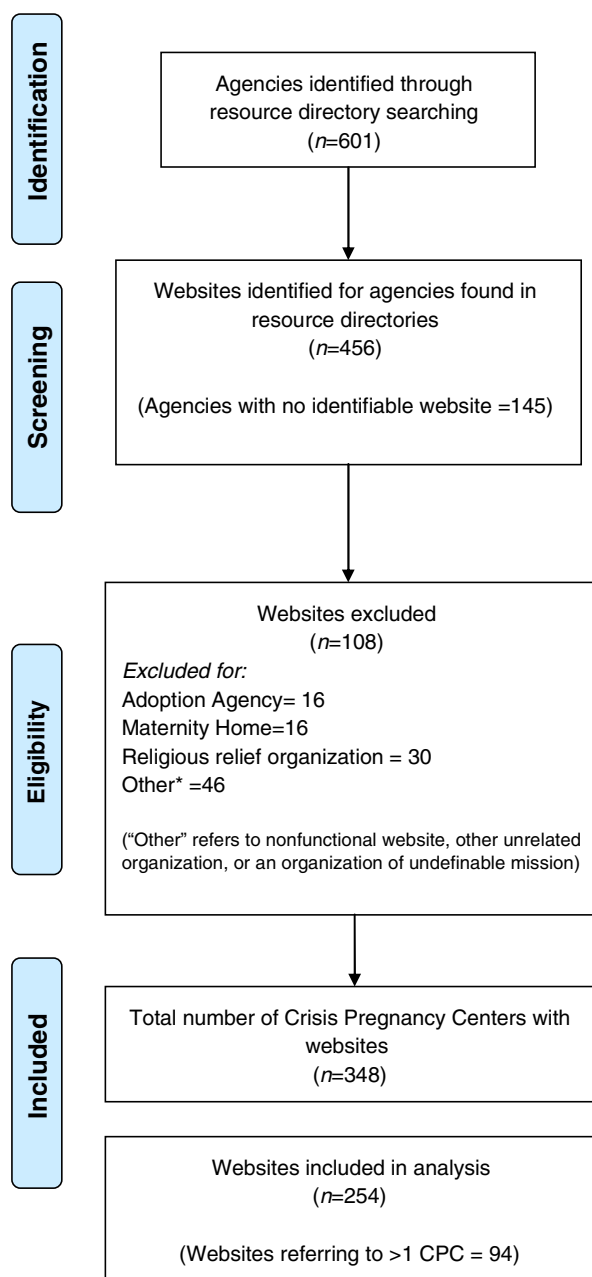 Identification
Agencies identified through
resource directory searching
(n=601)
Screening
Websites identified for agencies found in
resource directories
(n=456)
(Agencies with no identifiable website =145)
Eligibility
Websites excluded
(n=108)
Excluded for:
Adoption Agency= 16
Maternity Home=16
Religious relief organization = 30
Other* =46
(“Other” refers to nonfunctional website, other unrelated
organization, or an organization of undefinable mission)
Included
Total number of Crisis Pregnancy Centers with
websites
(n=348)
Websites included in analysis
(n=254)
(Websites referring to >1 CPC = 94)